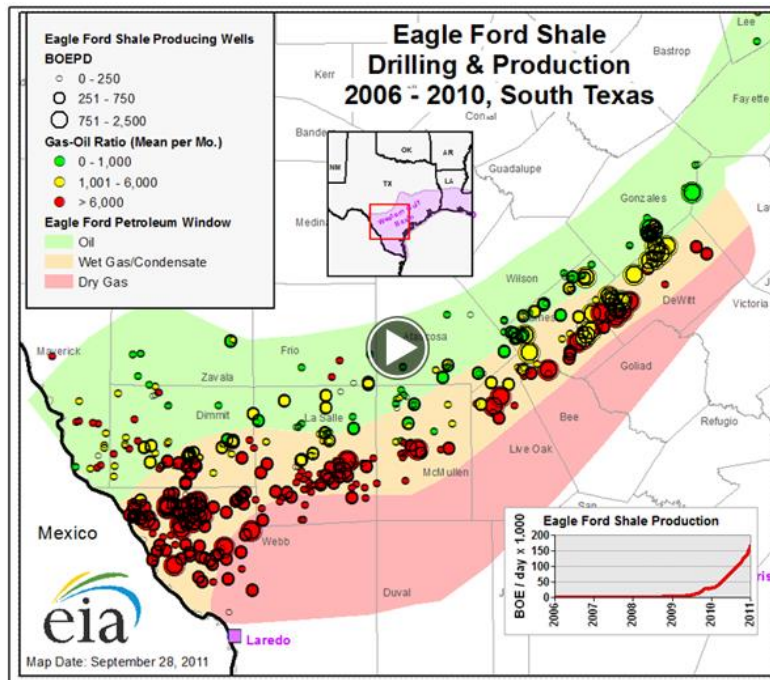 Eagle Ford Shale
Drilling & Production
2006 - 2010, South Texas
Eagle Ford Shale Producing Wells
BOEPD
0 - 250
251 - 750
751 - 2,500
Gas-Oil Ratio (Mean per Mo.)
0 - 1,000
1,001 - 6,000
> 6,000
Eagle Ford Petroleum Window
Oil
Wet Gas/Condensate
Dry Gas
Lee
Bastrop
Fayette
Kerr
Guadalupe
Gonzales
NM
OK
AR
TX
LA
Wilson
DeWitt
Victoria
Goliad
Bee
Refugio
Live Oak
McMullen
Maverick
Zavala
Frio
Dimmit
La Salle
Webb
Duval
Mexico
Laredo
eia
Map Date: September 28, 2011
Eagle Ford Shale Production
BOE / day x 1,000
200
150
100
50
0
2006
2007
2008
2009
2010
2011